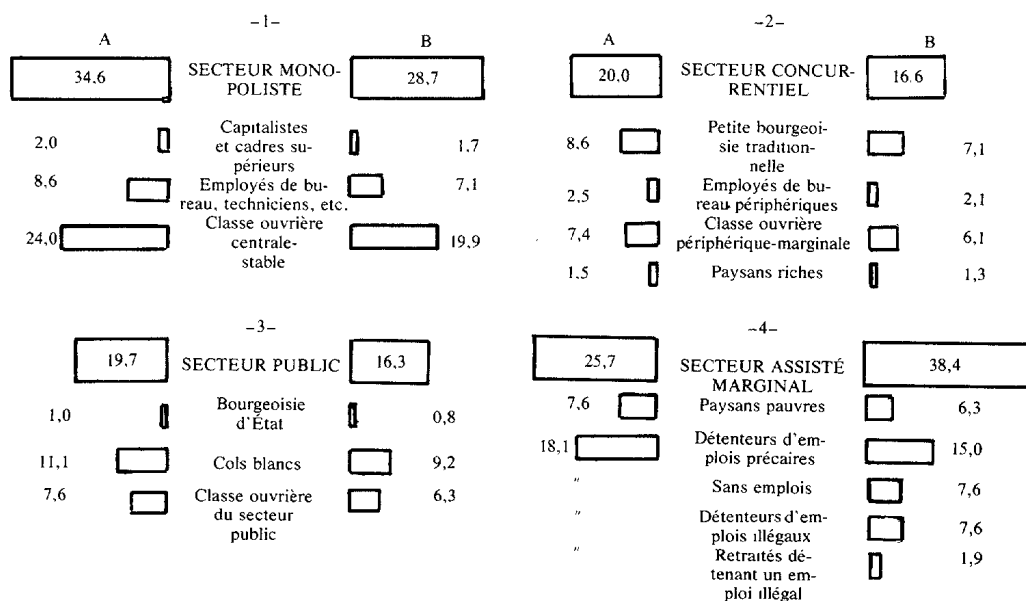 –1–
A B
34,6 SECTEUR MONO- 28,7
POLISTE
2,0 Capitalistes 1,7
et cadres su-
périeurs
8,6 Employés de bu- 7,1
reau, techniciens, etc.
24,0 Classe ouvrière 19,9
centrale-
stable
–2–
A B
20,0 SECTEUR CONCUR- 16.6
RENTIEL
8,6 Petite bourgeoi- 7,1
sie tradition-
nelle
2,5 Employés de bu- 2,1
reau périphériques
7,4 Classe ouvrière 6,1
périphérique-marginale
1,5 Paysans riches 1,3
–3–
19,7 SECTEUR PUBLIC 16,3
1,0 Bourgeoisie 0,8
d'État
11,1 Cols blancs 9,2
7,6 Classe ouvrière 6,3
du secteur
public
–4–
25,7 SECTEUR ASSISTÉ 38,4
MARGINAL
7,6 Paysans pauvres 6,3
18,1 Détenteurs d'em- 15,0
plois précaires
" Sans emplois 7,6
" Détenteurs d'em- 7,6
plois illégaux
" Retraités dé- 1,9
tenant un em-
ploi illégal